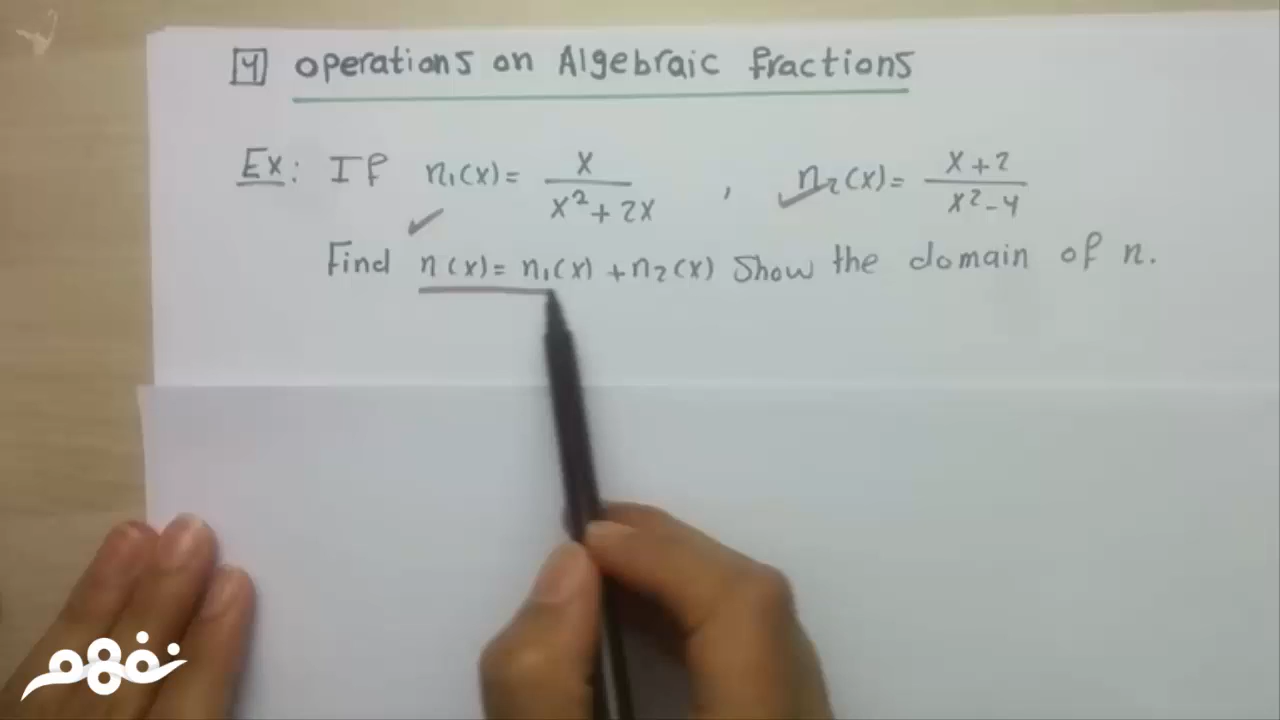 4 Operations on Algebraic fractions
Ex: If n₁(x) = x / (x² + 2x) , n₂(x) = (x + 2) / (x² - 4)
Find n(x) = n₁(x) + n₂(x) Show the domain of n.
نفهم